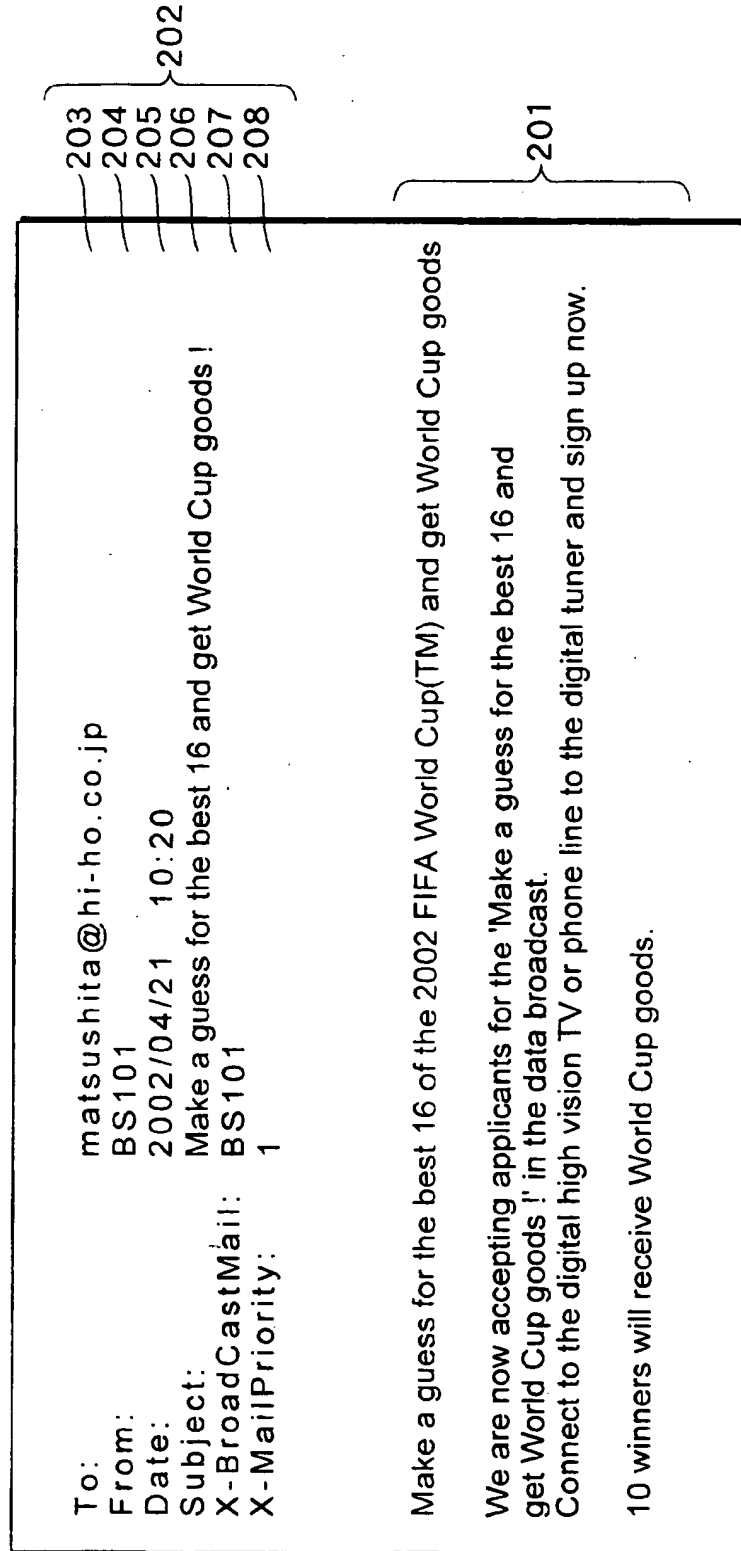 To: matsushita@hi-ho.co.jp 203
From: BS101 204
Date: 2002/04/21 10:20 205
Subject: Make a guess for the best 16 and get World Cup goods ! 206
X-BroadCastMail: BS101 207
X-MailPriority: 1 208
202
Make a guess for the best 16 of the 2002 FIFA World Cup(TM) and get World Cup goods
We are now accepting applicants for the 'Make a guess for the best 16 and
get World Cup goods !' in the data broadcast.
Connect to the digital high vision TV or phone line to the digital tuner and sign up now.
10 winners will receive World Cup goods.
201